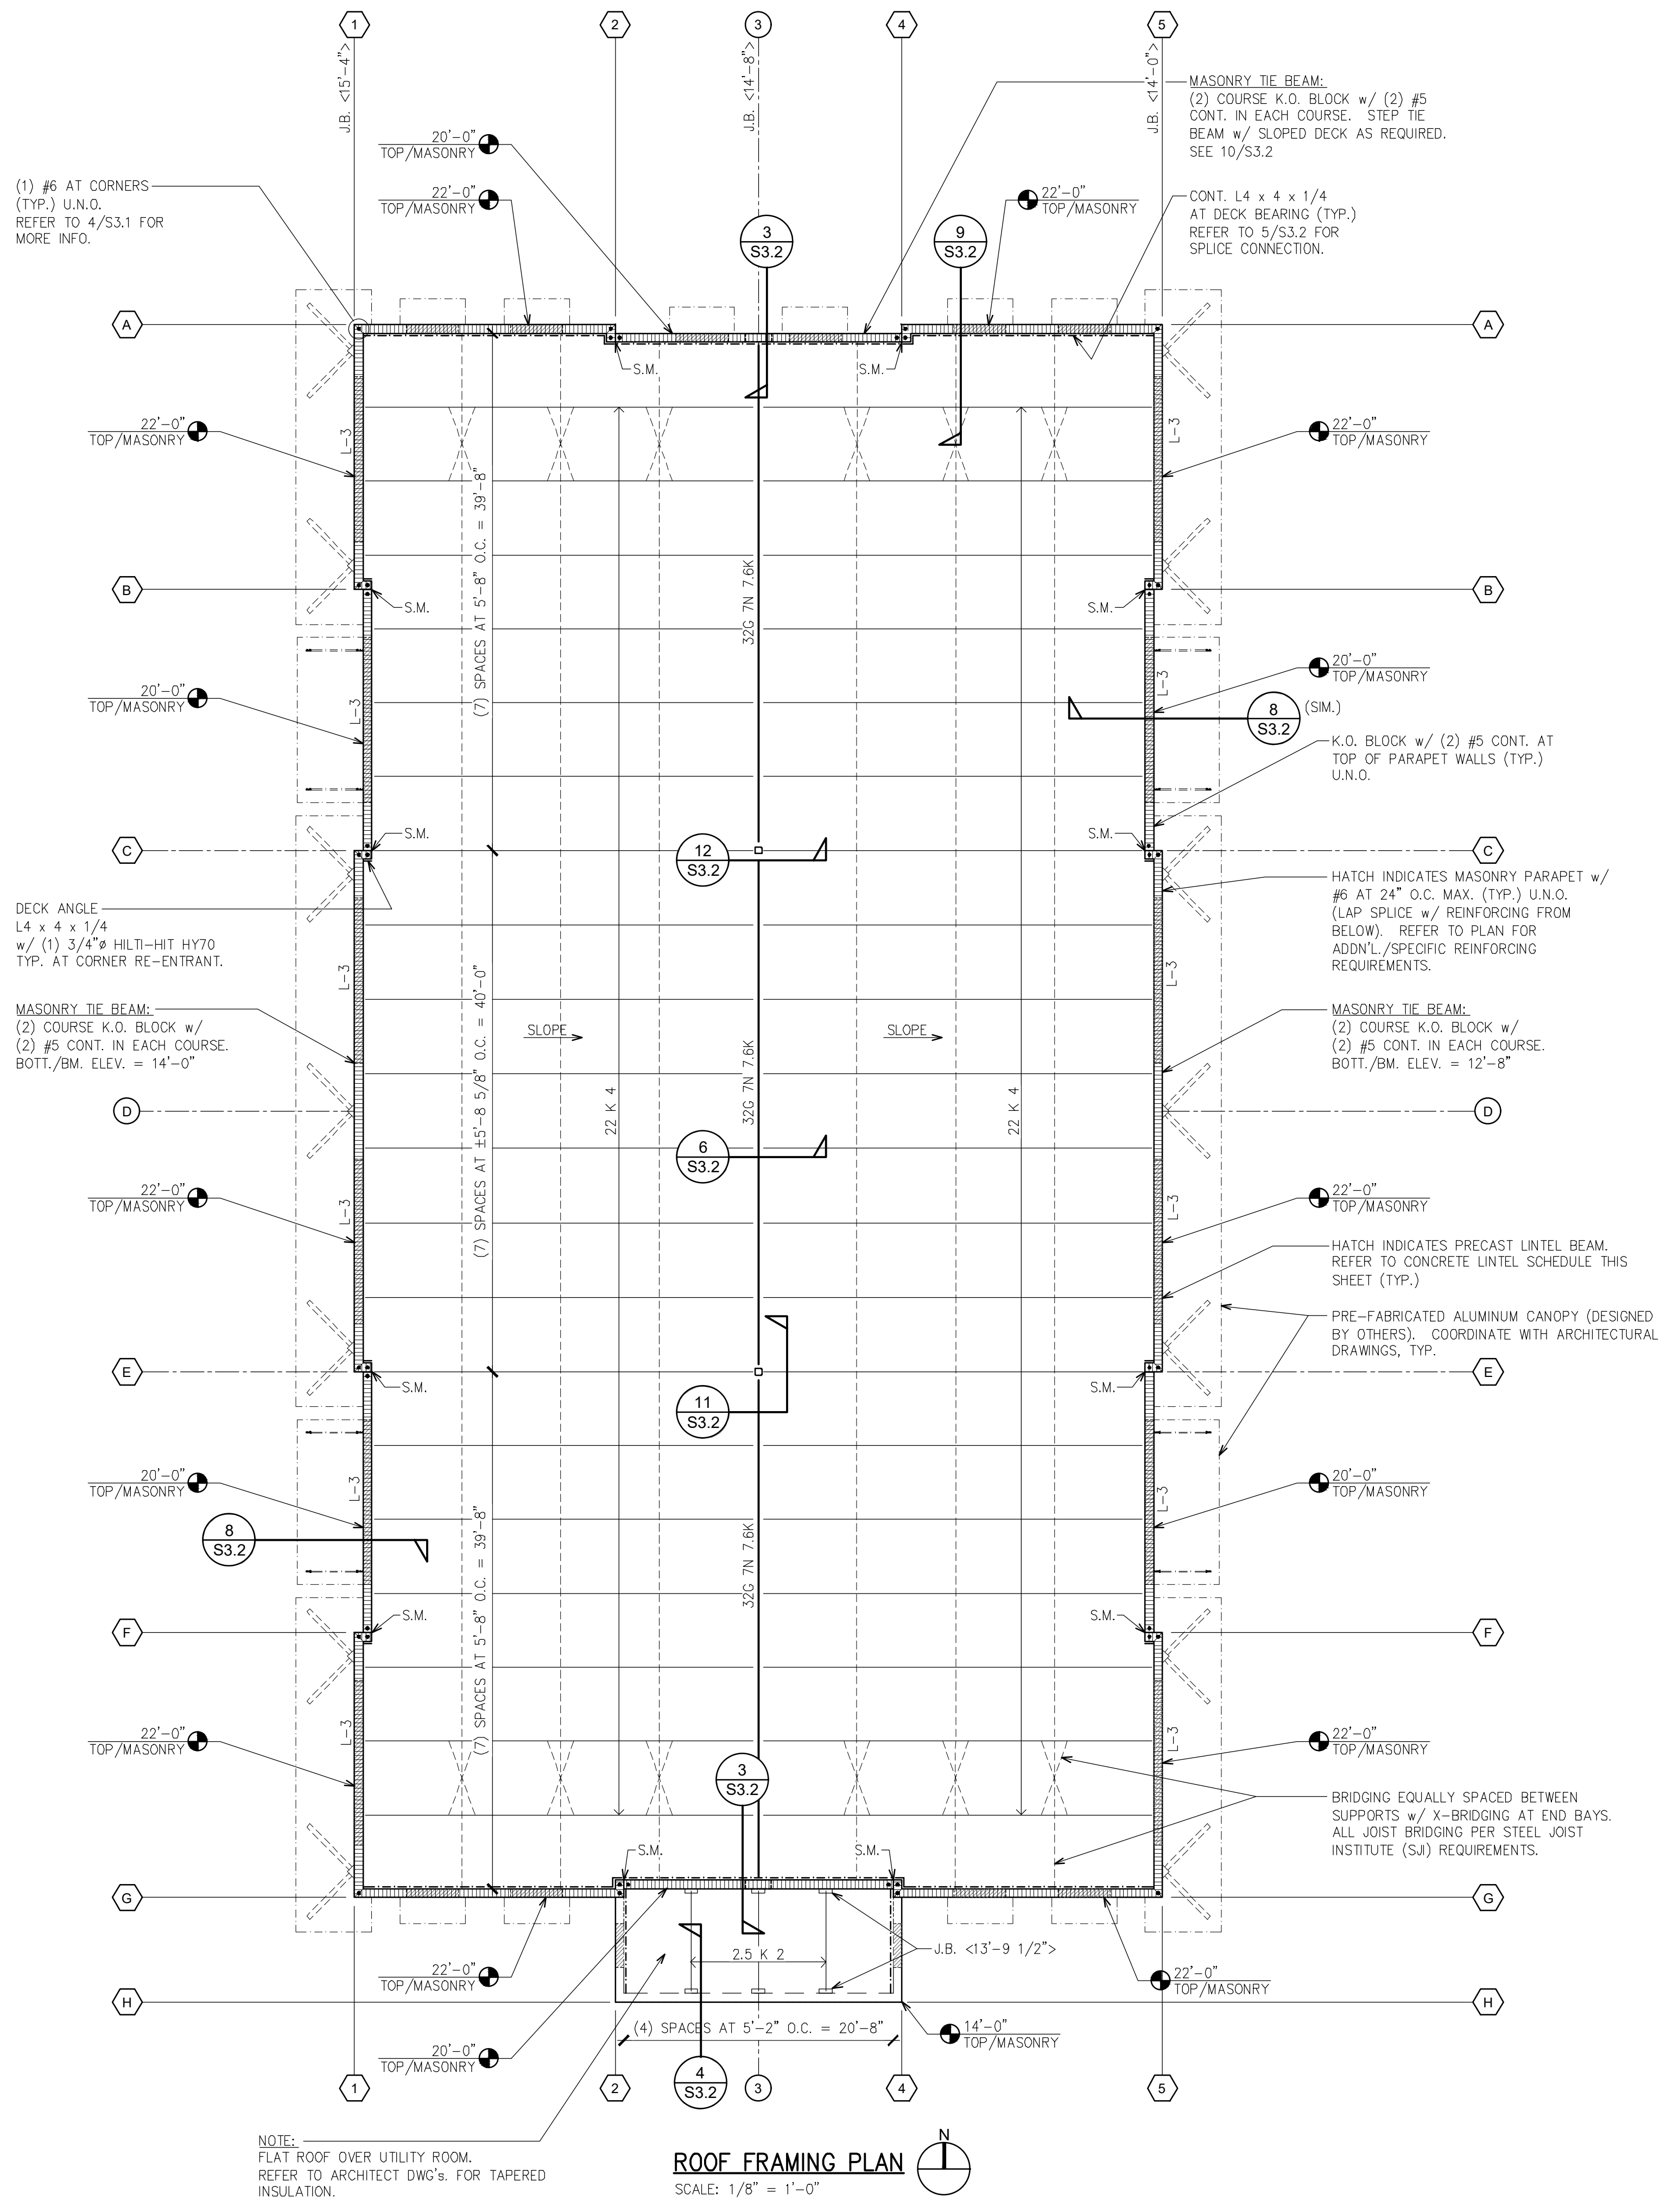 1
2
3
4
5
J.B. <15'-4">
J.B. <14'-8">
J.B. <14'-0">
MASONRY TIE BEAM:
(2) COURSE K.O. BLOCK w/ (2) #5
CONT. IN EACH COURSE. STEP TIE
BEAM w/ SLOPED DECK AS REQUIRED.
SEE 10/S3.2
20'-0"
TOP/MASONRY
(1) #6 AT CORNERS
(TYP.) U.N.O.
REFER TO 4/S3.1 FOR
MORE INFO.
22'-0"
TOP/MASONRY
22'-0"
TOP/MASONRY
CONT. L4 x 4 x 1/4
AT DECK BEARING (TYP.)
REFER TO 5/S3.2 FOR
SPLICE CONNECTION.
3
S3.2
9
S3.2
A
A
S.M.
S.M.
22'-0"
TOP/MASONRY
L-3
L-3
22'-0"
TOP/MASONRY
(7) SPACES AT 5'-8" O.C. = 39'-8"
32G 7N 7.6K
B
B
S.M.
S.M.
20'-0"
TOP/MASONRY
L-3
L-3
20'-0"
TOP/MASONRY
8
S3.2
(SIM.)
K.O. BLOCK w/ (2) #5 CONT. AT
TOP OF PARAPET WALLS (TYP.)
U.N.O.
S.M.
S.M.
C
C
12
S3.2
HATCH INDICATES MASONRY PARAPET w/
#6 AT 24" O.C. MAX. (TYP.) U.N.O.
(LAP SPLICE w/ REINFORCING FROM
BELOW). REFER TO PLAN FOR
ADDN'L./SPECIFIC REINFORCING
REQUIREMENTS.
DECK ANGLE
L4 x 4 x 1/4
w/ (1) 3/4"ø HILTI-HIT HY70
TYP. AT CORNER RE-ENTRANT.
L-3
L-3
MASONRY TIE BEAM:
(2) COURSE K.O. BLOCK w/
(2) #5 CONT. IN EACH COURSE.
BOTT./BM. ELEV. = 14'-0"
(7) SPACES AT ±5'-8 5/8" O.C. = 40'-0"
SLOPE
SLOPE
MASONRY TIE BEAM:
(2) COURSE K.O. BLOCK w/
(2) #5 CONT. IN EACH COURSE.
BOTT./BM. ELEV. = 12'-8"
22 K 4
32G 7N 7.6K
22 K 4
D
D
6
S3.2
22'-0"
TOP/MASONRY
L-3
L-3
22'-0"
TOP/MASONRY
HATCH INDICATES PRECAST LINTEL BEAM.
REFER TO CONCRETE LINTEL SCHEDULE THIS
SHEET (TYP.)
PRE-FABRICATED ALUMINUM CANOPY (DESIGNED
BY OTHERS). COORDINATE WITH ARCHITECTURAL
DRAWINGS, TYP.
E
E
S.M.
S.M.
11
S3.2
20'-0"
TOP/MASONRY
L-3
L-3
20'-0"
TOP/MASONRY
8
S3.2
(7) SPACES AT 5'-8" O.C. = 39'-8"
32G 7N 7.6K
S.M.
S.M.
F
F
22'-0"
TOP/MASONRY
L-3
L-3
22'-0"
TOP/MASONRY
3
S3.2
BRIDGING EQUALLY SPACED BETWEEN
SUPPORTS w/ X-BRIDGING AT END BAYS.
ALL JOIST BRIDGING PER STEEL JOIST
INSTITUTE (SJI) REQUIREMENTS.
S.M.
S.M.
G
G
J.B. <13'-9 1/2">
2.5 K 2
22'-0"
TOP/MASONRY
22'-0"
TOP/MASONRY
H
H
(4) SPACES AT 5'-2" O.C. = 20'-8"
14'-0"
TOP/MASONRY
20'-0"
TOP/MASONRY
4
S3.2
1
2
3
4
5
NOTE:
FLAT ROOF OVER UTILITY ROOM.
REFER TO ARCHITECT DWG's. FOR TAPERED
INSULATION.
ROOF FRAMING PLAN
SCALE: 1/8" = 1'-0"
N